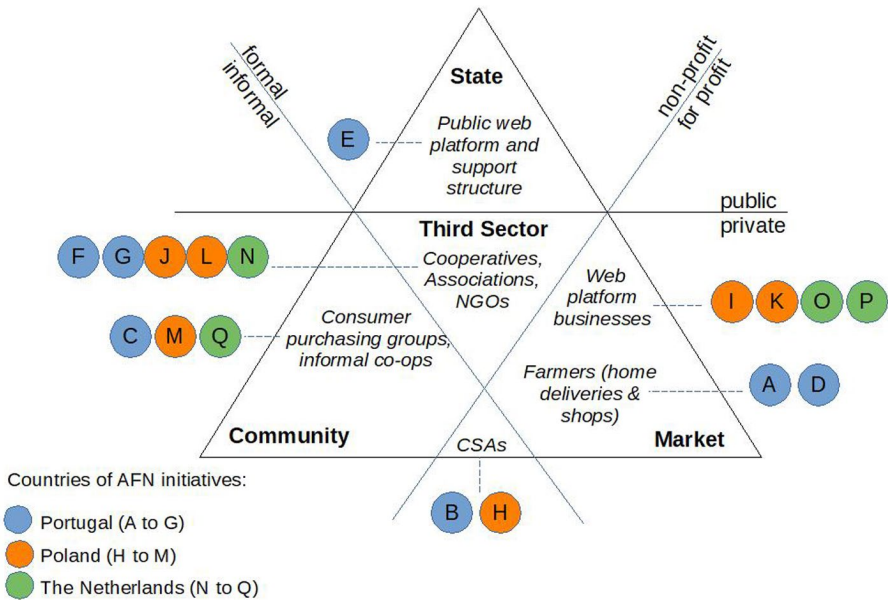 State
formal
informal
non-profit
for profit
E
Public web
platform and
support
structure
public
private
Third Sector
F G J L N
Cooperatives,
Associations,
NGOs
Web
platform
businesses
I K O P
C M Q
Consumer
purchasing groups,
informal co-ops
Farmers (home
deliveries &
shops)
A D
Community
CSAs
Market
B H
Countries of AFN initiatives:
Portugal (A to G)
Poland (H to M)
The Netherlands (N to Q)